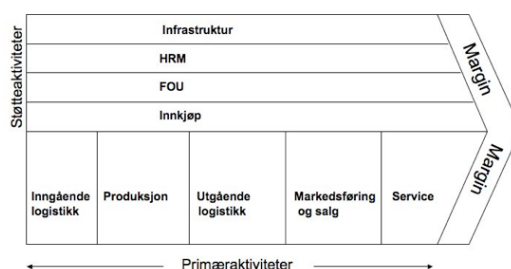 Støtteaktiviteter
Infrastruktur
HRM
FOU
Innkjøp
Margin
Margin
Inngående
logistikk
Produksjon
Utgående
logistikk
Markedsføring
og salg
Service
Primæraktiviteter